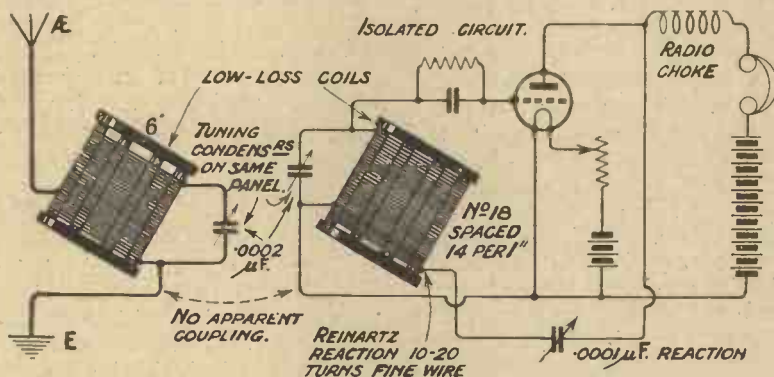 Æ
ISOLATED CIRCUIT.
RADIO
CHOKE
LOW-LOSS COILS
6"
TUNING
CONDENSRS
ON SAME
PANEL.
.0002
µF.
Nº18
SPACED
14 PER 1"
NO APPARENT
COUPLING.
E
REINARTZ
REACTION 10-20
TURNS FINE WIRE
.0001 µF. REACTION